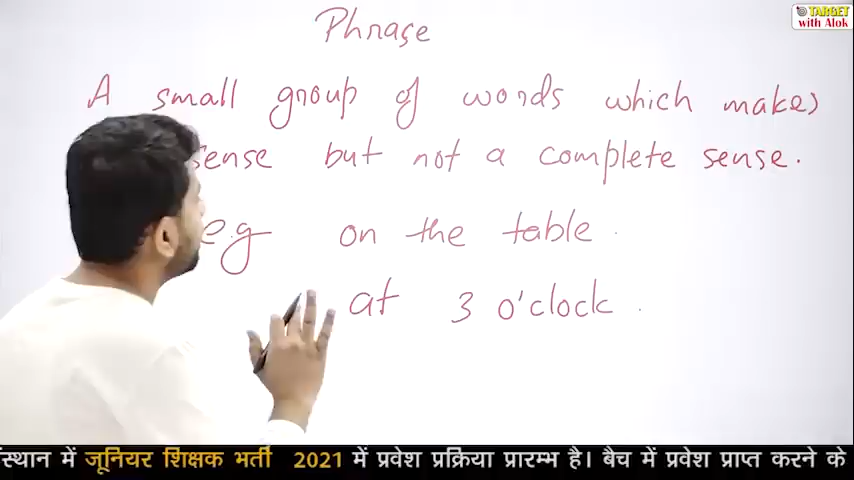 TARGET
with Alok
Phrase
A small group of words which makes
sense but not a complete sense.
e.g on the table.
at 3 o'clock.
स्थान में जूनियर शिक्षक भर्ती 2021 में प्रवेश प्रक्रिया प्रारम्भ है। बैच में प्रवेश प्राप्त करने के